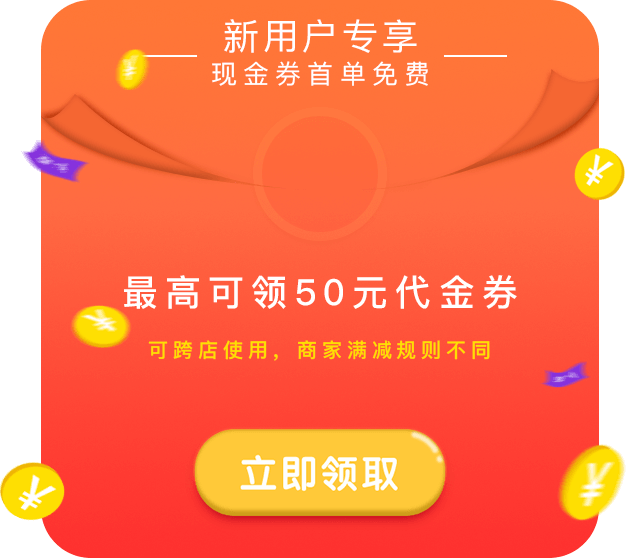 新用户专享
现金券首单免费
最高可领50元代金券
可跨店使用，商家满减规则不同
立即领取